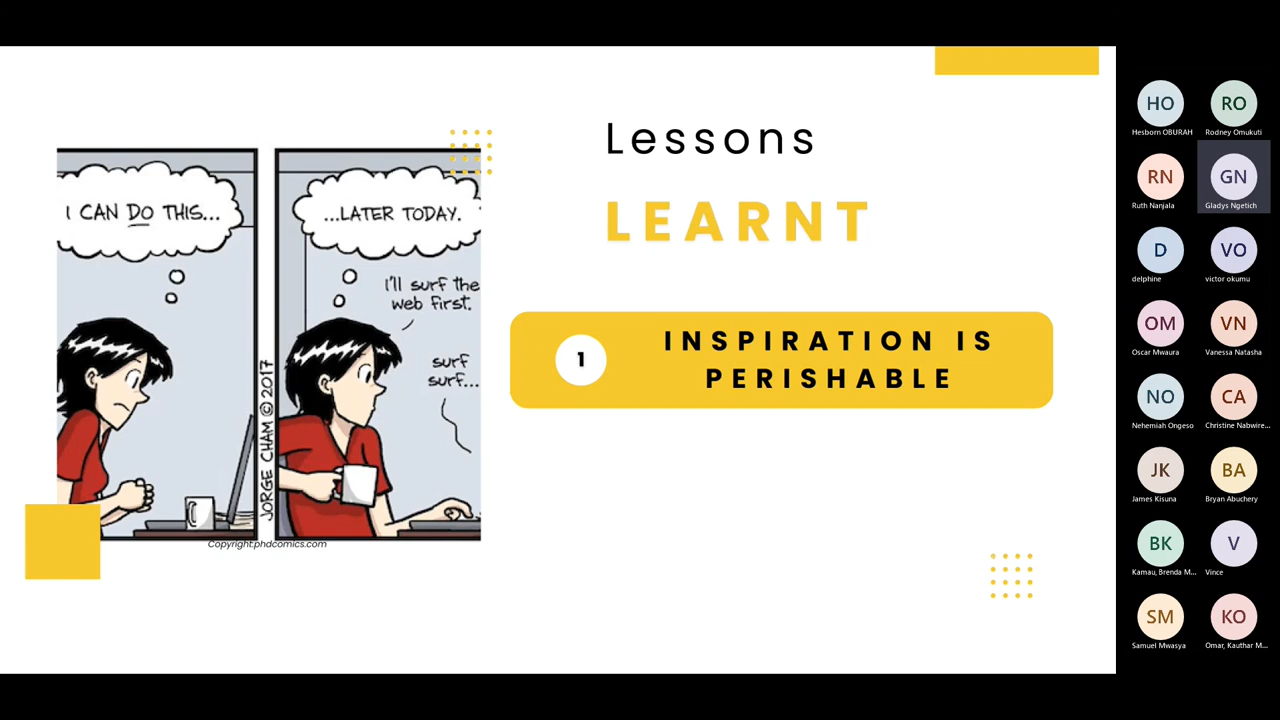 Lessons
LEARNT
1
INSPIRATION IS
PERISHABLE
I CAN DO THIS...
...LATER TODAY.
I'll surf the
web first.
surf
surf...
JORGE CHAM © 2017
Copyright:phdcomics.com
HO
Hesborn OBURAH
RO
Rodney Omukuti
RN
Ruth Nanjala
GN
Gladys Ngetich
D
delphine
VO
victor okumu
OM
Oscar Mwaura
VN
Vanessa Natasha
NO
Nehemiah Ongeso
CA
Christine Nabwire...
JK
James Kisuna
BA
Bryan Abuchery
BK
Kamau, Brenda M...
V
Vince
SM
Samuel Mwasya
KO
Omar, Kauthar M...